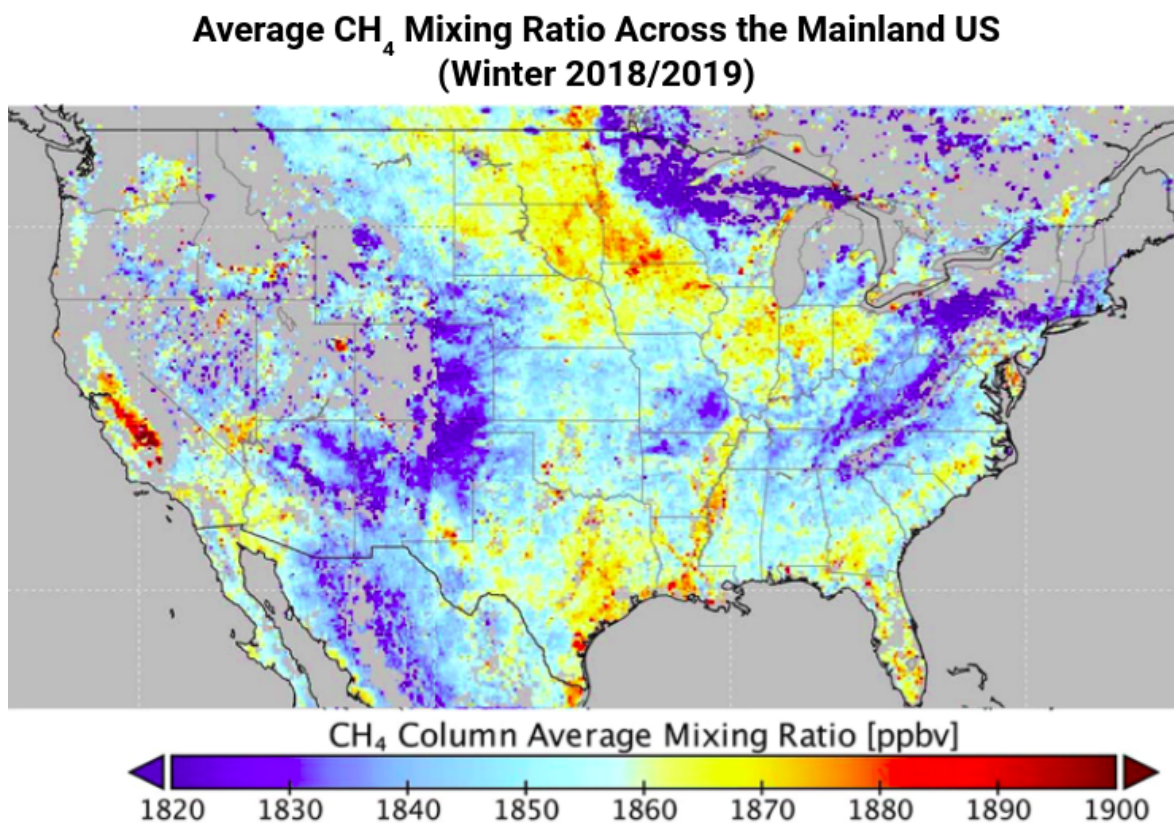 Average CH₄ Mixing Ratio Across the Mainland US
(Winter 2018/2019)
CH₄ Column Average Mixing Ratio [ppbv]
1820 1830 1840 1850 1860 1870 1880 1890 1900